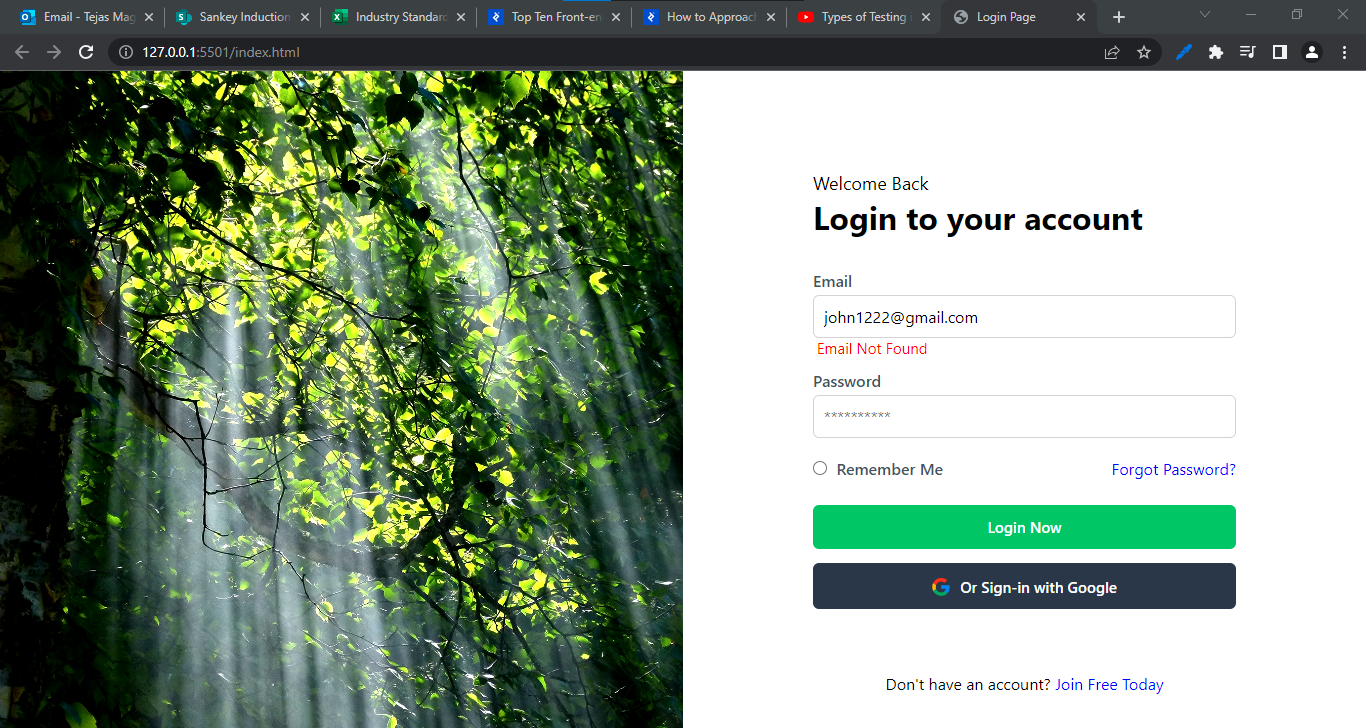 Email - Tejas Mag
Sankey Induction
Industry Standard
Top Ten Front-en
How to Approach
Types of Testing
Login Page
127.0.0.1:5501/index.html
Welcome Back
Login to your account
Email
john1222@gmail.com
Email Not Found
Password
**********
Remember Me
Forgot Password?
Login Now
Or Sign-in with Google
Don't have an account? Join Free Today